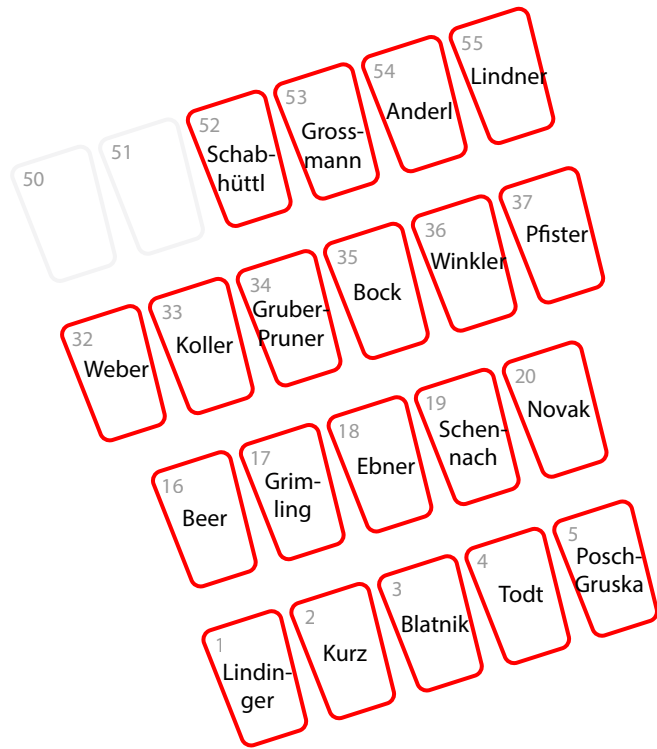 50
51
52
Schab-
hüttl
53
Gross-
mann
54
Anderl
55
Lindner
32
Weber
33
Koller
34
Gruber-
Pruner
35
Bock
36
Winkler
37
Pfister
16
Beer
17
Grim-
ling
18
Ebner
19
Schen-
nach
20
Novak
1
Lindin-
ger
2
Kurz
3
Blatnik
4
Todt
5
Posch-
Gruska